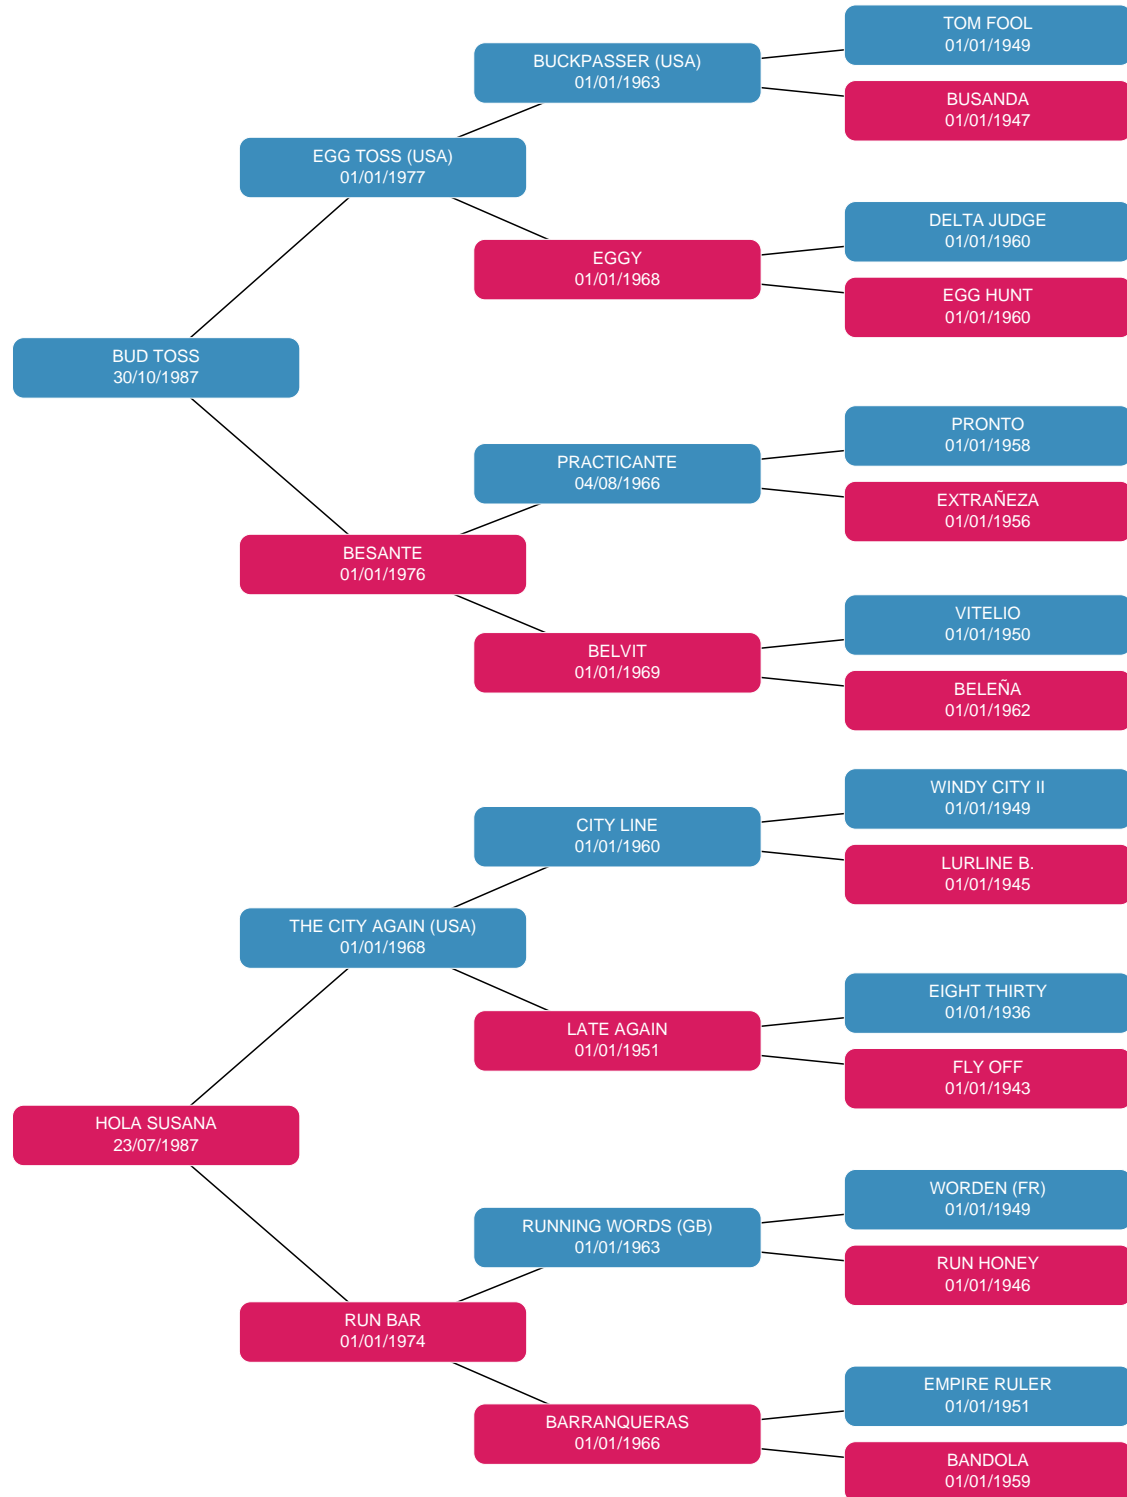 TOM FOOL
01/01/1949
BUCKPASSER (USA)
01/01/1963
BUSANDA
01/01/1947
EGG TOSS (USA)
01/01/1977
DELTA JUDGE
01/01/1960
EGGY
01/01/1968
EGG HUNT
01/01/1960
BUD TOSS
30/10/1987
PRONTO
01/01/1958
PRACTICANTE
04/08/1966
EXTRAÑEZA
01/01/1956
BESANTE
01/01/1976
VITELIO
01/01/1950
BELVIT
01/01/1969
BELEÑA
01/01/1962
WINDY CITY II
01/01/1949
CITY LINE
01/01/1960
LURLINE B.
01/01/1945
THE CITY AGAIN (USA)
01/01/1968
EIGHT THIRTY
01/01/1936
LATE AGAIN
01/01/1951
FLY OFF
01/01/1943
HOLA SUSANA
23/07/1987
WORDEN (FR)
01/01/1949
RUNNING WORDS (GB)
01/01/1963
RUN HONEY
01/01/1946
RUN BAR
01/01/1974
EMPIRE RULER
01/01/1951
BARRANQUERAS
01/01/1966
BANDOLA
01/01/1959